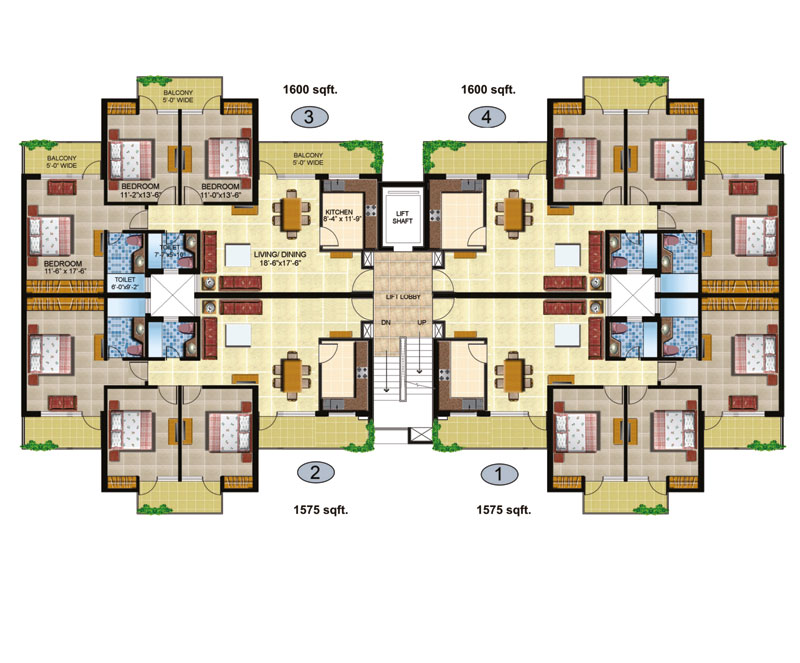 1600 sqft.
1600 sqft.
3
4
BALCONY
5'-0" WIDE
BALCONY
5'-0" WIDE
BALCONY
5'-0" WIDE
BEDROOM
11'-2"x13'-6"
BEDROOM
11'-0"x13'-6"
KITCHEN
8'-4" x 11'-9"
LIFT
SHAFT
TOILET
BEDROOM
11'-6" x 17'-6"
LIVING/ DINING
18'-6"x17'-6"
TOILET
6'-0"x9'-2"
LIFT LOBBY
DN
UP
2
1
1575 sqft.
1575 sqft.